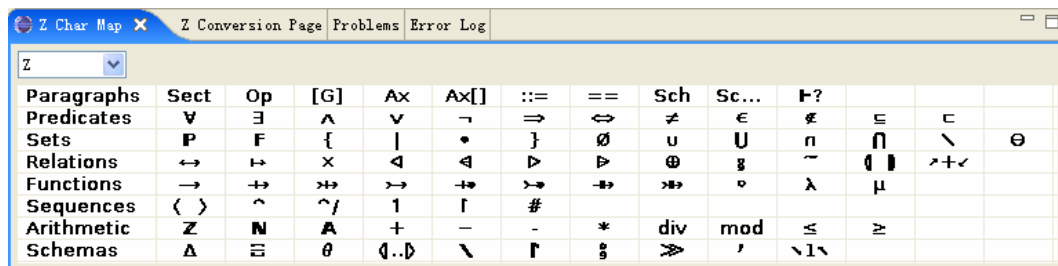 Z Char Map Z Conversion Page Problems Error Log
Z
Paragraphs Sect Op [G] Ax Ax[] ::= == Sch Sc... ⊢?
Predicates ∀ ∃ ∧ ∨ ¬ ⇒ ⇔ ≠ ∈ ∉ ⊆ ⊂
Sets ℙ 𝔽 { | • } ∅ ∪ ⋃ ∩ ⋂ \ ⊖
Relations ↔ ↦ × ◁ ⩤ ▷ ⩥ ⊕ ⨾ ~ ⦇ ⦈ ↗+↙
Functions → ⇸ ⤔ ↣ ⤀ ⤖ ⇻ ⤕ ∘ λ μ
Sequences ⟨ ⟩ ⁀ ⁀/ 1 ↾ #
Arithmetic ℤ ℕ 𝔸 + − - * div mod ≤ ≥
Schemas Δ Ξ θ ⦉..⦊ \ ↾ ⨟ ⨠ ′ ↘1↖